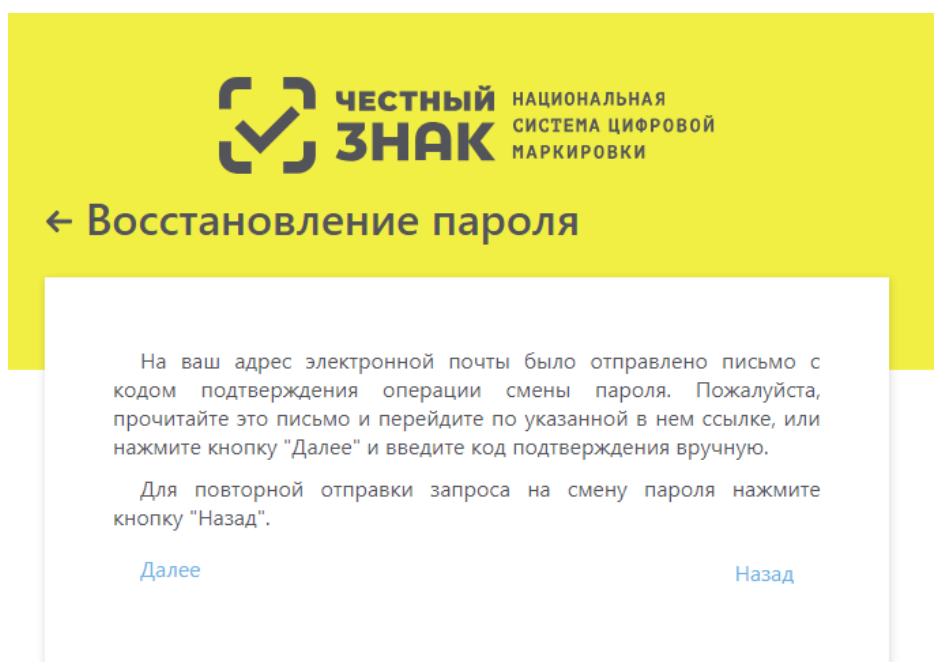 ЧЕСТНЫЙ
ЗНАК
НАЦИОНАЛЬНАЯ
СИСТЕМА ЦИФРОВОЙ
МАРКИРОВКИ
← Восстановление пароля
На ваш адрес электронной почты было отправлено письмо с
кодом подтверждения операции смены пароля. Пожалуйста,
прочитайте это письмо и перейдите по указанной в нем ссылке, или
нажмите кнопку "Далее" и введите код подтверждения вручную.
Для повторной отправки запроса на смену пароля нажмите
кнопку "Назад".
Далее
Назад